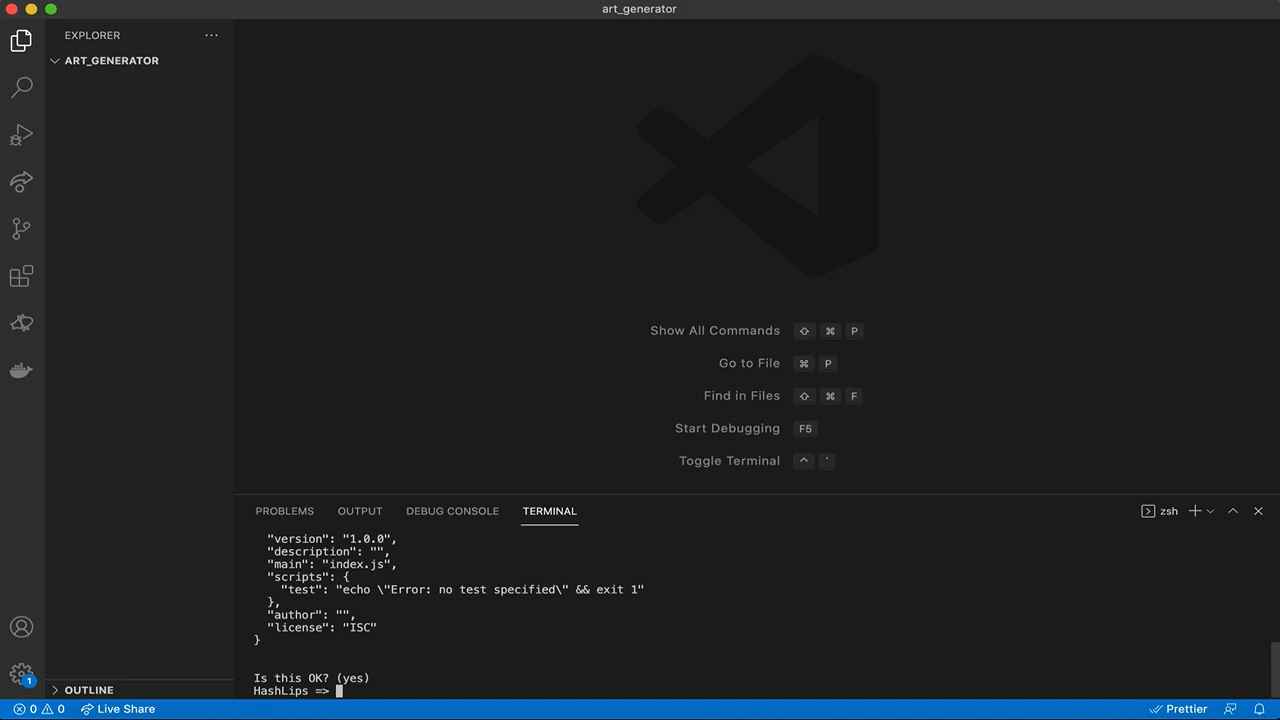 art_generator
EXPLORER
ART_GENERATOR
Show All Commands ⇧ ⌘ P
Go to File ⌘ P
Find in Files ⇧ ⌘ F
Start Debugging F5
Toggle Terminal ^ `
PROBLEMS OUTPUT DEBUG CONSOLE TERMINAL
zsh
"version": "1.0.0",
"description": "",
"main": "index.js",
"scripts": {
"test": "echo \"Error: no test specified\" && exit 1"
},
"author": "",
"license": "ISC"
}
Is this OK? (yes)
HashLips =>
OUTLINE
1
0 0 Live Share
Prettier